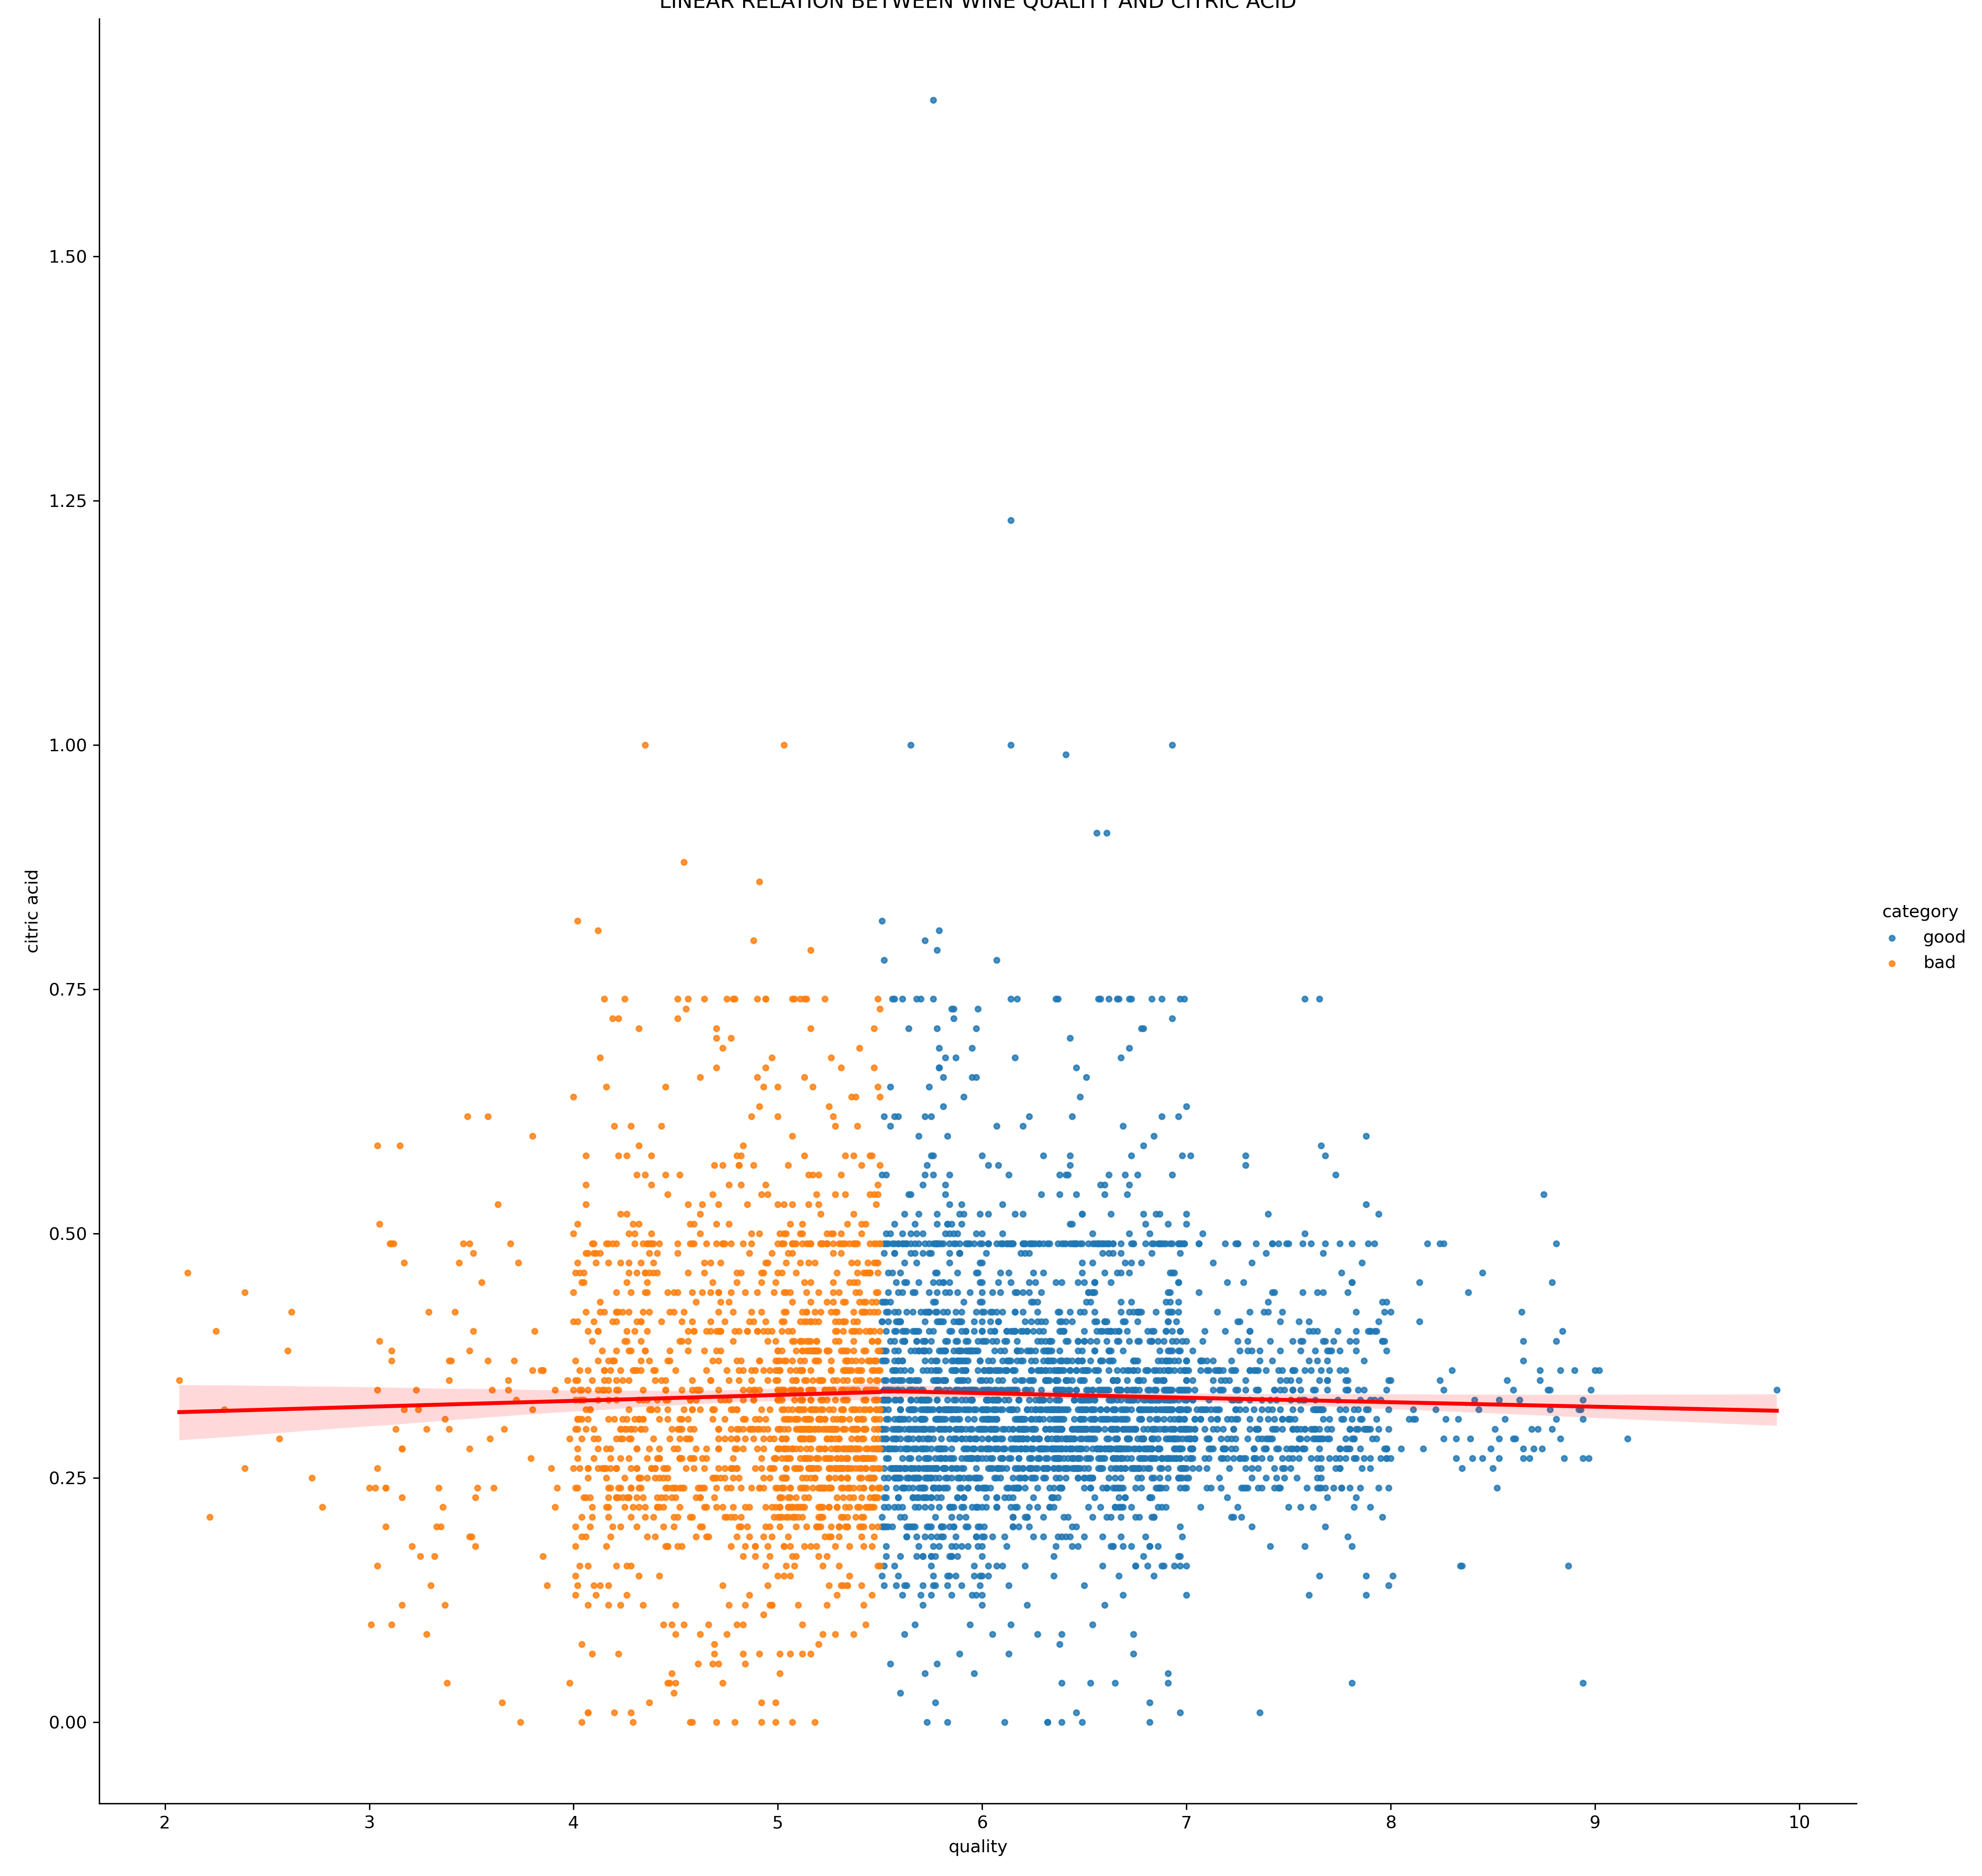 LINEAR RELATION BETWEEN WINE QUALITY AND CITRIC ACID
1.50
1.25
1.00
0.75
0.50
0.25
0.00
citric acid
2 3 4 5 6 7 8 9 10
quality
category
good
bad